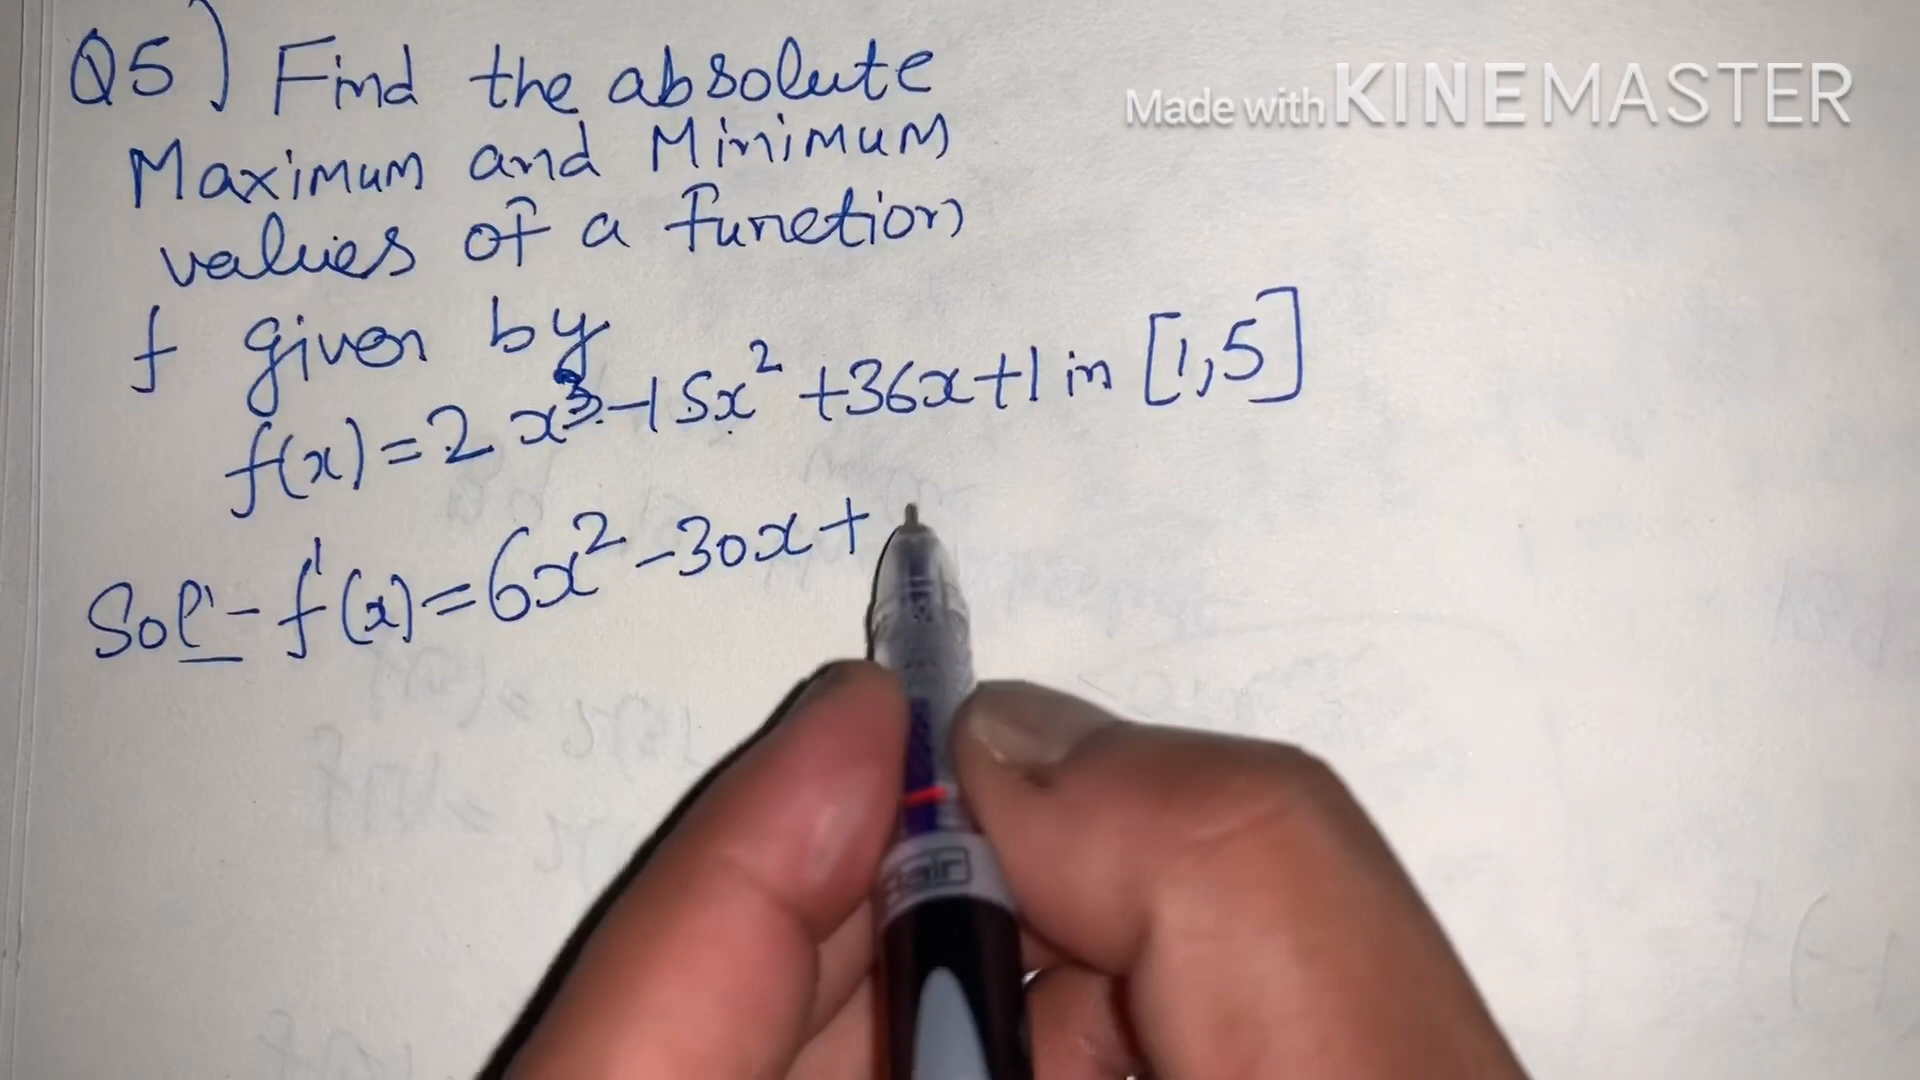 Q5) Find the absolute
Maximum and Minimum
values of a function
f given by
f(x)=2x³-15x²+36x+1 in [1,5]
Sol:- f'(x)=6x²-30x+
Made with KINEMASTER